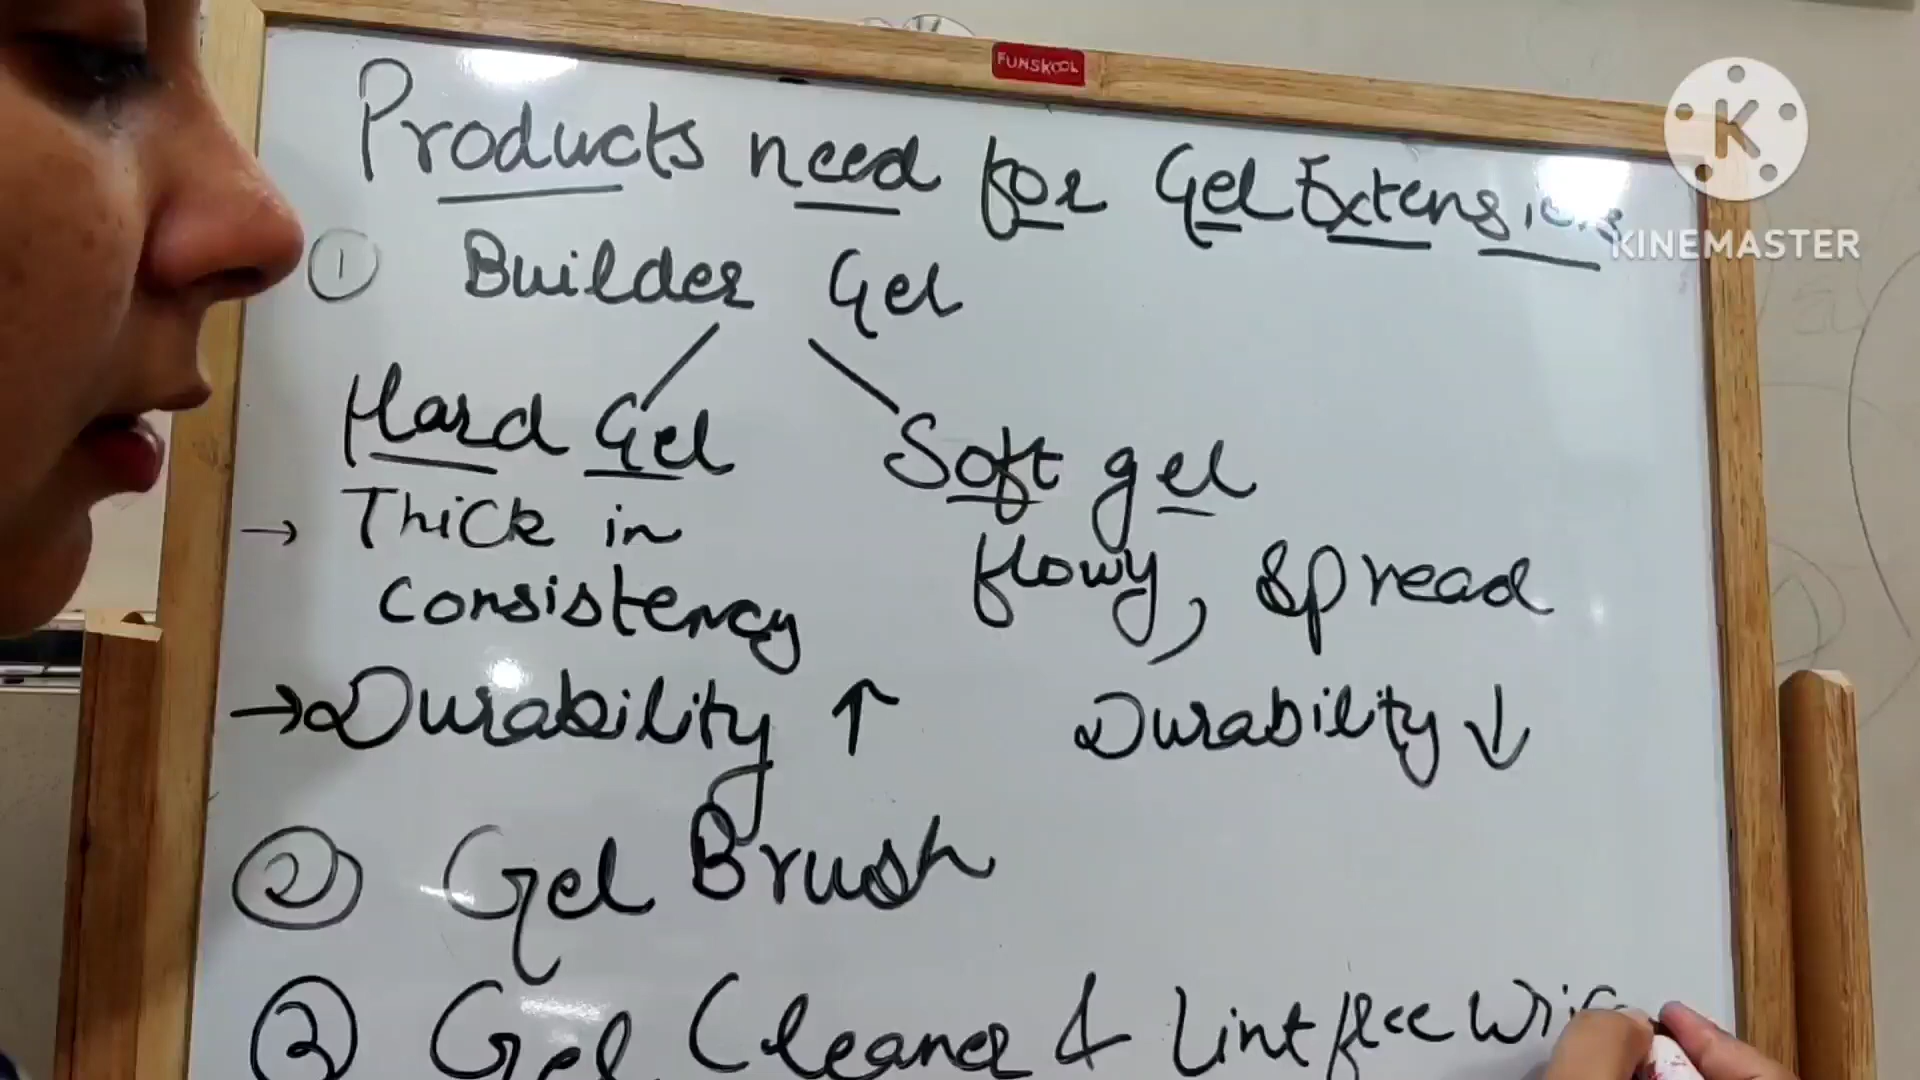 FUNSKOOL
K
KINEMASTER
Products need for Gel Extensions
① Builder Gel
Hard Gel
Soft gel
→ Thick in
consistency
flowy, spread
→ Durability ↑
Durability ↓
② Gel Brush
③ Gel Cleaner & Lint free